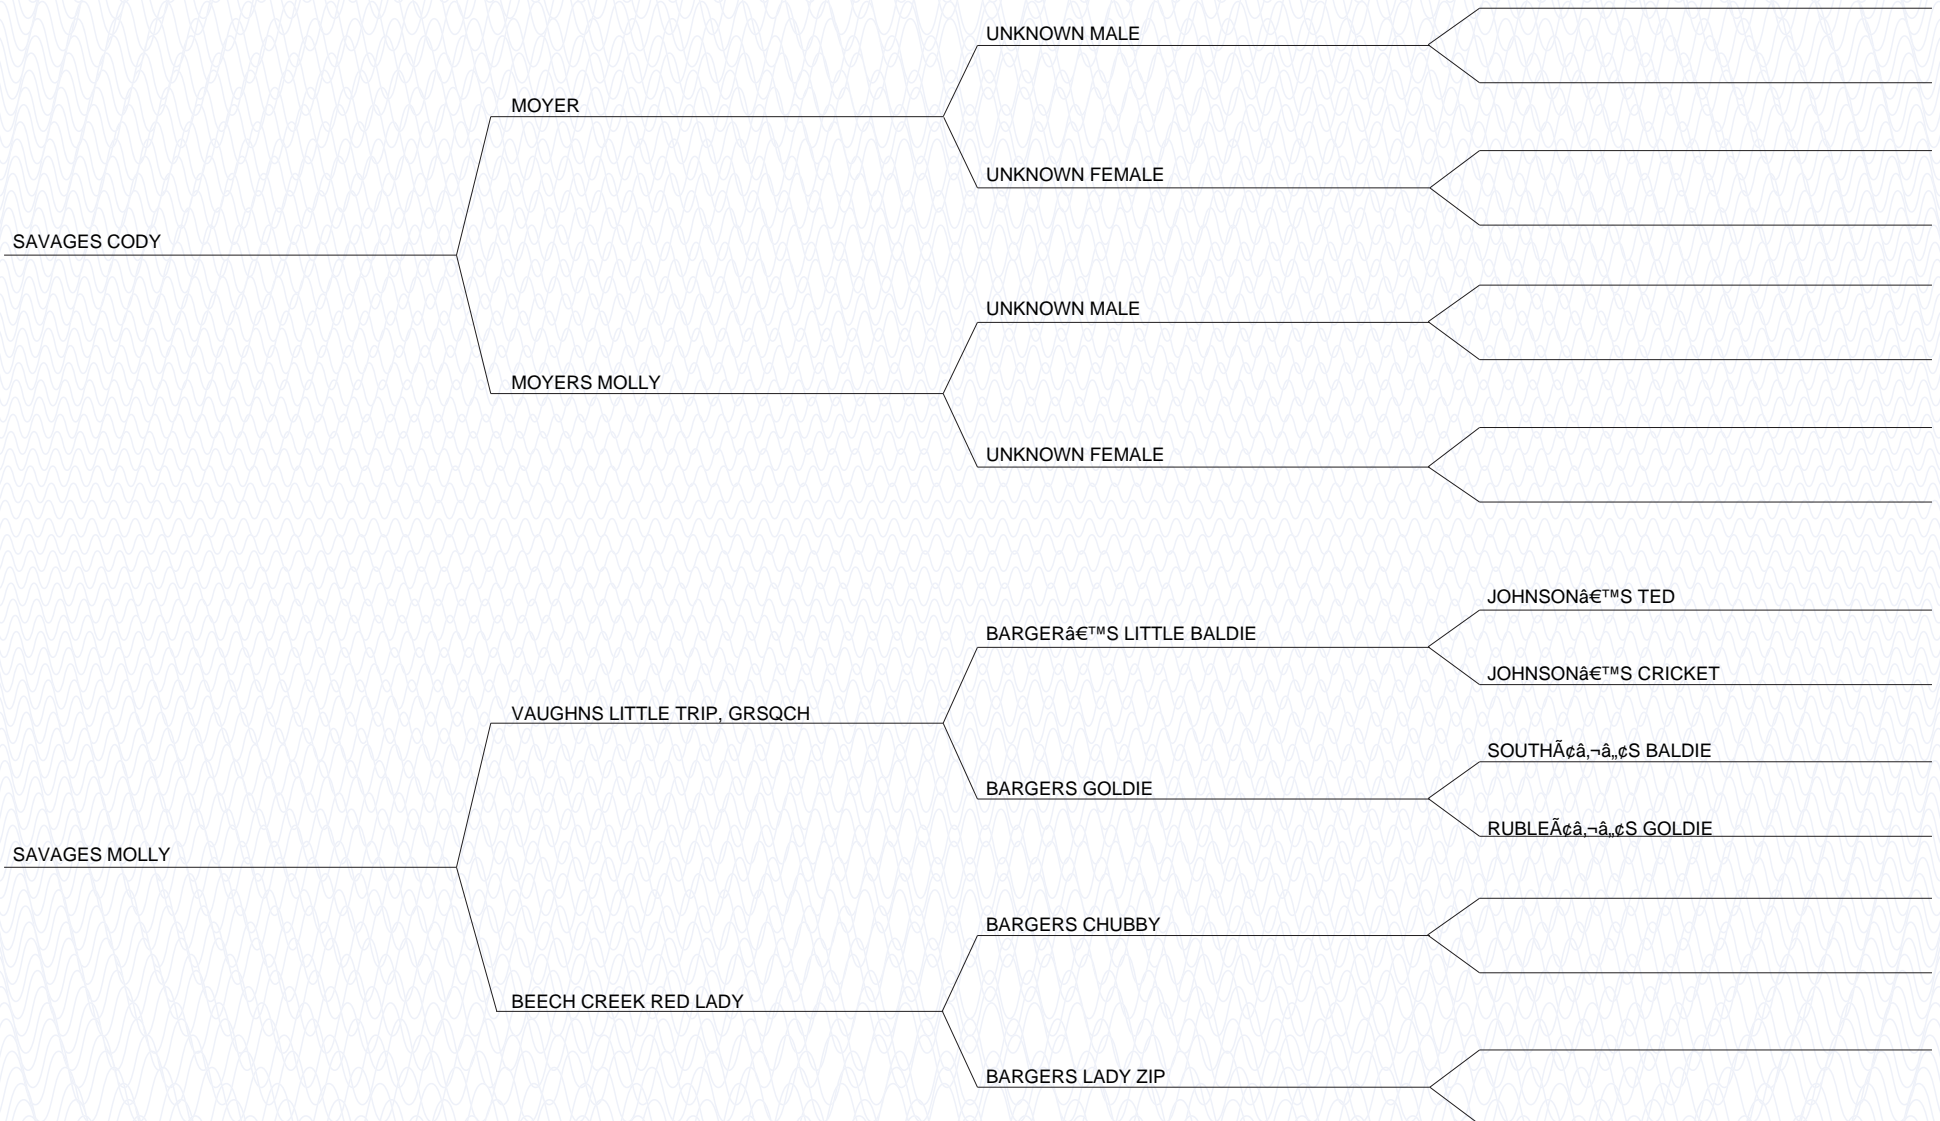 UNKNOWN MALE
MOYER
UNKNOWN FEMALE
SAVAGES CODY
UNKNOWN MALE
MOYERS MOLLY
UNKNOWN FEMALE
JOHNSONâ€™S TED
BARGERâ€™S LITTLE BALDIE
JOHNSONâ€™S CRICKET
VAUGHNS LITTLE TRIP, GRSQCH
SOUTHÃ¢â‚¬â„¢S BALDIE
BARGERS GOLDIE
RUBLEÃ¢â‚¬â„¢S GOLDIE
SAVAGES MOLLY
BARGERS CHUBBY
BEECH CREEK RED LADY
BARGERS LADY ZIP